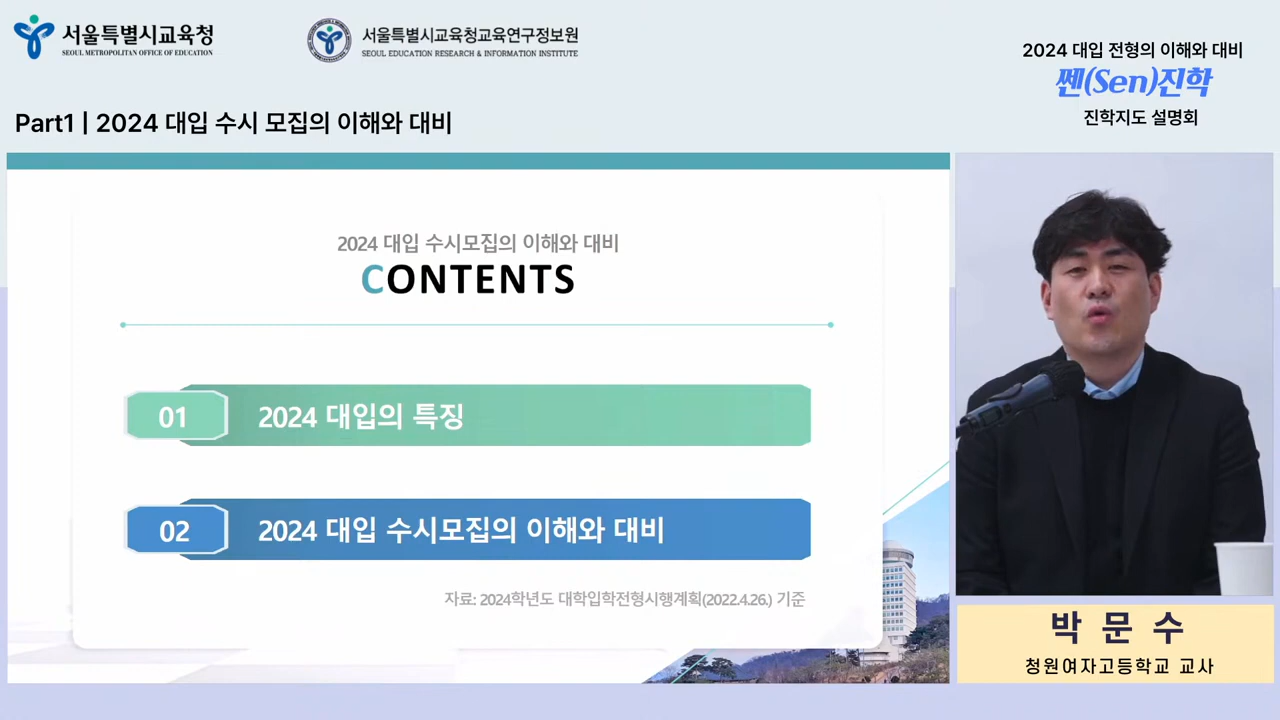 서울특별시교육청
SEOUL METROPOLITAN OFFICE OF EDUCATION
서울특별시교육청교육연구정보원
SEOUL EDUCATION RESEARCH & INFORMATION INSTITUTE
2024 대입 전형의 이해와 대비
쎈(Sen)진학
진학지도 설명회
Part1 | 2024 대입 수시 모집의 이해와 대비
2024 대입 수시모집의 이해와 대비
CONTENTS
01 2024 대입의 특징
02 2024 대입 수시모집의 이해와 대비
자료: 2024학년도 대학입학전형시행계획(2022.4.26.) 기준
박 문 수
청원여자고등학교 교사